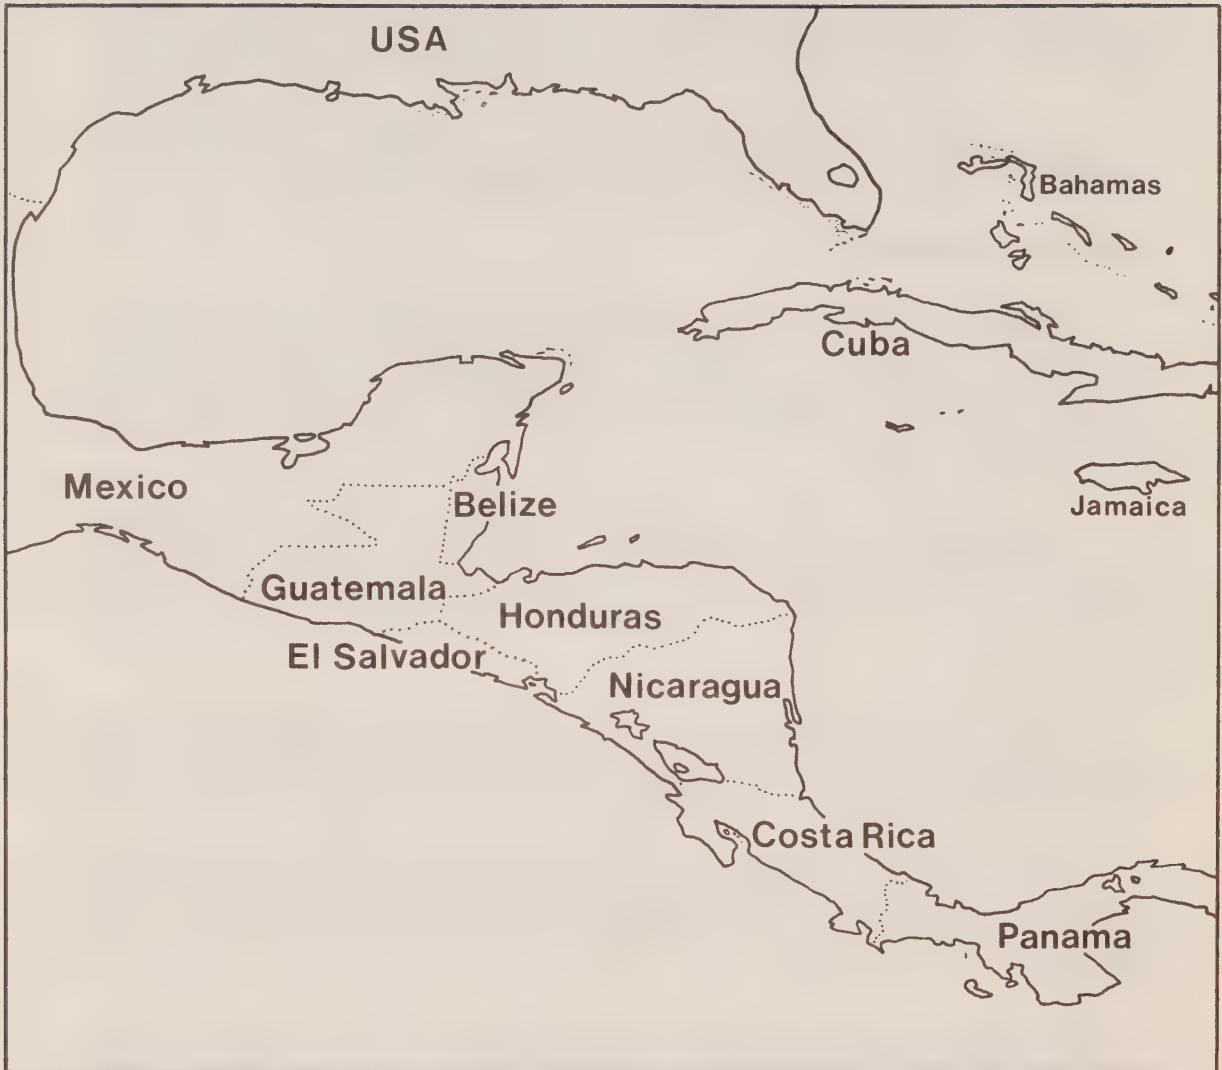 USA
Bahamas
Cuba
Mexico
Belize
Jamaica
Guatemala
Honduras
El Salvador
Nicaragua
Costa Rica
Panama